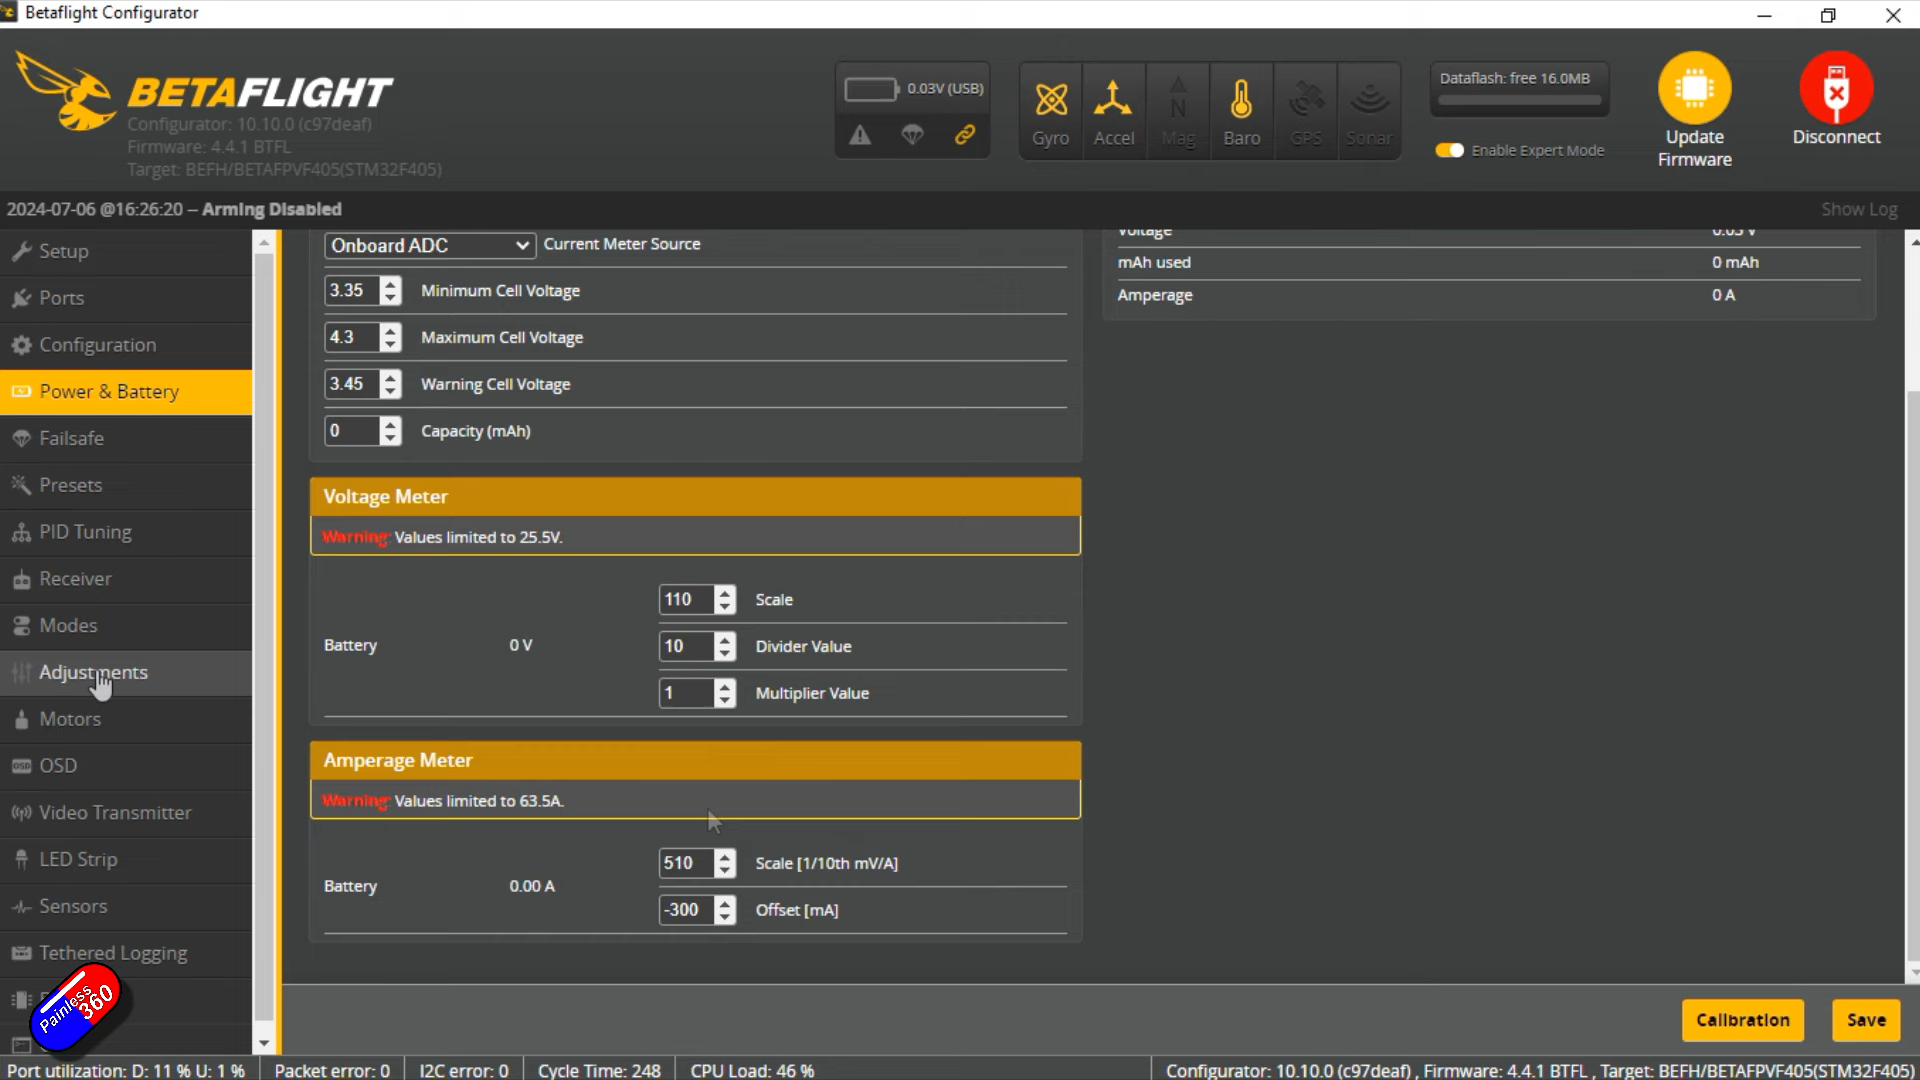 Betaflight Configurator
BETAFLIGHT
Configurator: 10.10.0 (c97deaf)
Firmware: 4.4.1 BTFL
Target: BEFH/BETAFPVF405(STM32F405)
0.03V (USB)
Gyro
Accel
N
Mag
Baro
GPS
Sonar
Dataflash: free 16.0MB
Enable Expert Mode
Update
Firmware
Disconnect
2024-07-06 @16:26:20 -- Arming Disabled
Show Log
Setup
Ports
Configuration
Power & Battery
Failsafe
Presets
PID Tuning
Receiver
Modes
Adjustments
Motors
OSD
OSD
Video Transmitter
LED Strip
Sensors
Tethered Logging
Painless
360
Onboard ADC Current Meter Source
3.35 Minimum Cell Voltage
4.3 Maximum Cell Voltage
3.45 Warning Cell Voltage
0 Capacity (mAh)
Voltage 0.03 V
mAh used 0 mAh
Amperage 0 A
Voltage Meter
Warning: Values limited to 25.5V.
Battery 0 V
110 Scale
10 Divider Value
1 Multiplier Value
Amperage Meter
Warning: Values limited to 63.5A.
Battery 0.00 A
510 Scale [1/10th mV/A]
-300 Offset [mA]
Calibration
Save
Port utilization: D: 11 % U: 1 %
Packet error: 0
I2C error: 0
Cycle Time: 248
CPU Load: 46 %
Configurator: 10.10.0 (c97deaf) , Firmware: 4.4.1 BTFL , Target: BEFH/BETAFPVF405(STM32F405)